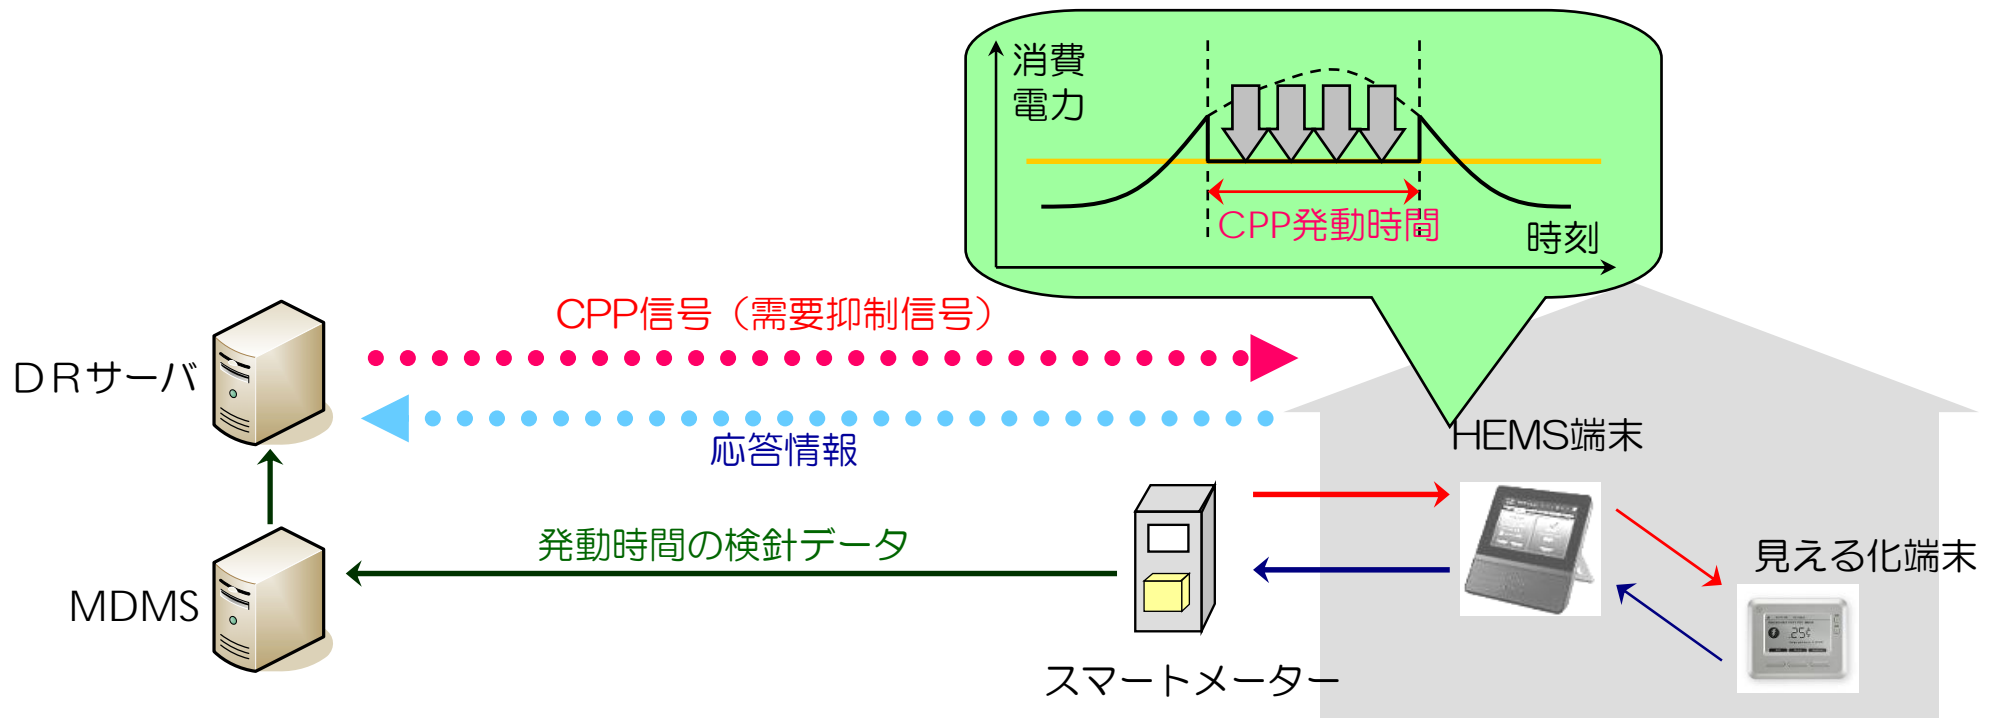 消費
電力
CPP発動時間
時刻
CPP信号（需要抑制信号）
ＤＲサーバ
応答情報
HEMS端末
発動時間の検針データ
見える化端末
MDMS
.25¢
スマートメーター